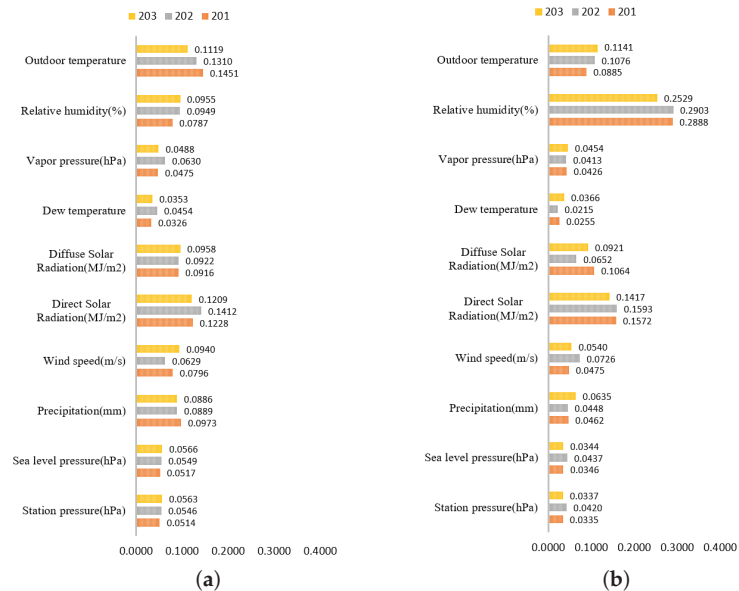 203 202 201
Outdoor temperature
0.1119
0.1310
0.1451
Relative humidity(%)
0.0955
0.0949
0.0787
Vapor pressure(hPa)
0.0488
0.0630
0.0475
Dew temperature
0.0353
0.0454
0.0326
Diffuse Solar
Radiation(MJ/m2)
0.0958
0.0922
0.0916
Direct Solar
Radiation(MJ/m2)
0.1209
0.1412
0.1228
Wind speed(m/s)
0.0940
0.0629
0.0796
Precipitation(mm)
0.0886
0.0889
0.0973
Sea level pressure(hPa)
0.0566
0.0549
0.0517
Station pressure(hPa)
0.0563
0.0546
0.0514
0.0000 0.1000 0.2000 0.3000 0.4000
(a)
203 202 201
Outdoor temperature
0.1141
0.1076
0.0885
Relative humidity(%)
0.2529
0.2903
0.2888
Vapor pressure(hPa)
0.0454
0.0413
0.0426
Dew temperature
0.0366
0.0215
0.0255
Diffuse Solar
Radiation(MJ/m2)
0.0921
0.0652
0.1064
Direct Solar
Radiation(MJ/m2)
0.1417
0.1593
0.1572
Wind speed(m/s)
0.0540
0.0726
0.0475
Precipitation(mm)
0.0635
0.0448
0.0462
Sea level pressure(hPa)
0.0344
0.0437
0.0346
Station pressure(hPa)
0.0337
0.0420
0.0335
0.0000 0.1000 0.2000 0.3000 0.4000
(b)